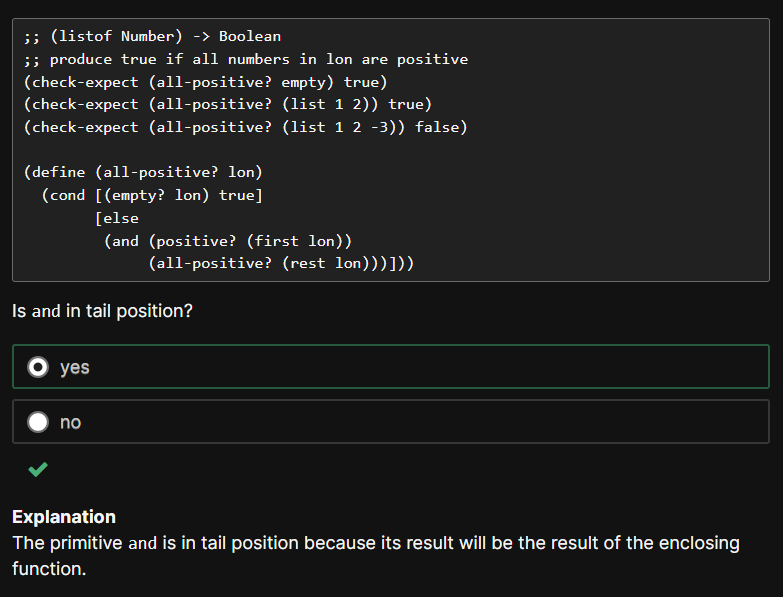 ;; (listof Number) -> Boolean
;; produce true if all numbers in lon are positive
(check-expect (all-positive? empty) true)
(check-expect (all-positive? (list 1 2)) true)
(check-expect (all-positive? (list 1 2 -3)) false)

(define (all-positive? lon)
  (cond [(empty? lon) true]
        [else
         (and (positive? (first lon))
              (all-positive? (rest lon)))]))
Is and in tail position?
yes
no
Explanation
The primitive and is in tail position because its result will be the result of the enclosing
function.